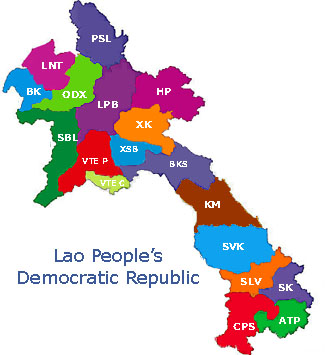 PSL
LNT
BK
ODX
LPB
HP
XK
SBL
VTE P
XSB
BKS
VTE C
KM
SVK
Lao People's
Democratic Republic
SLV
SK
CPS
ATP